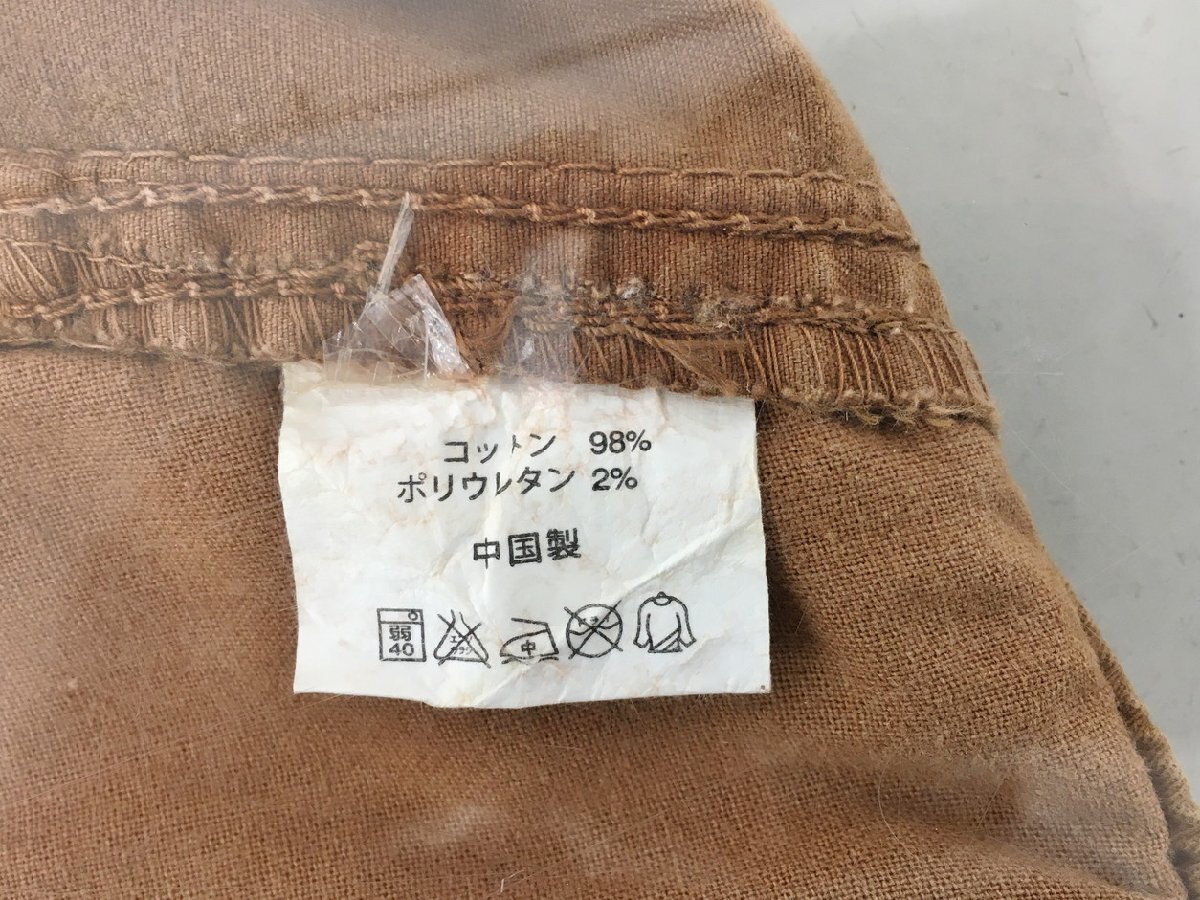 コットン 98%
ポリウレタン 2%
中国製
弱
40
中